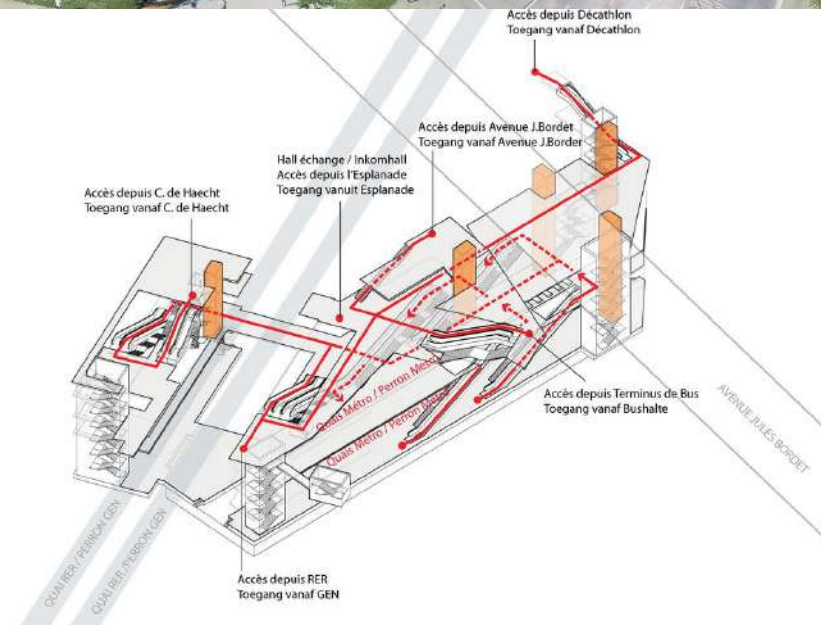 Accès depuis Décathlon
Toegang vanaf Décathlon
Accès depuis Avenue J.Bordet
Toegang vanaf Avenue J.Border
Hall échange / Inkomhall
Accès depuis l'Esplanade
Toegang vanuit Esplanade
Accès depuis C. de Haecht
Toegang vanaf C. de Haecht
Quais Métro / Perron Metro
Quais Métro / Perron Metro
Accès depuis Terminus de Bus
Toegang vanaf Bushalte
AVENUE JULES BORDET
QUAI RER / PERRON GEN
QUAI RER / PERRON GEN
Accès depuis RER
Toegang vanaf GEN